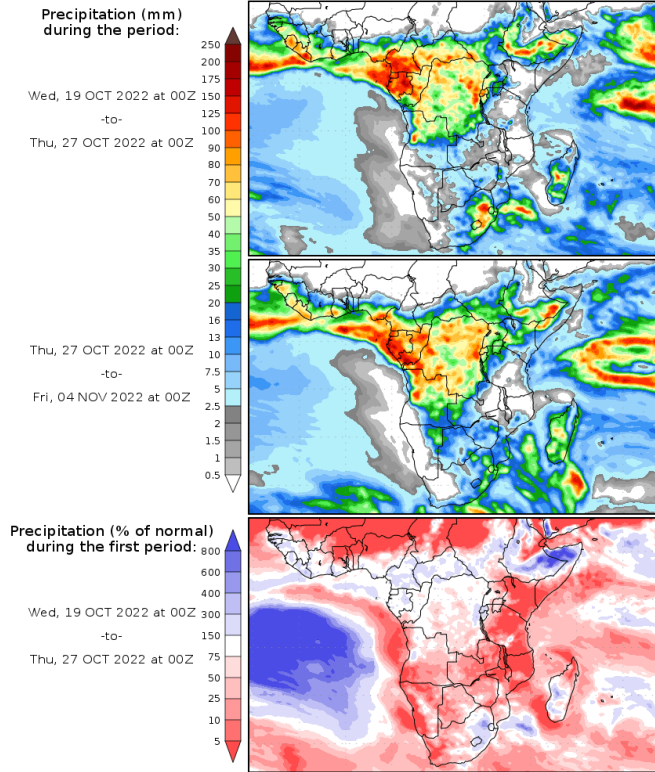 Precipitation (mm)
during the period:
Wed, 19 OCT 2022 at 00Z
-to-
Thu, 27 OCT 2022 at 00Z
250
200
175
150
125
100
90
80
70
60
50
40
35
30
25
20
16
13
10
7.5
5
2.5
2
1.5
1
0.5
Thu, 27 OCT 2022 at 00Z
-to-
Fri, 04 NOV 2022 at 00Z
Precipitation (% of normal)
during the first period:
Wed, 19 OCT 2022 at 00Z
-to-
Thu, 27 OCT 2022 at 00Z
800
600
400
300
150
75
50
25
10
5